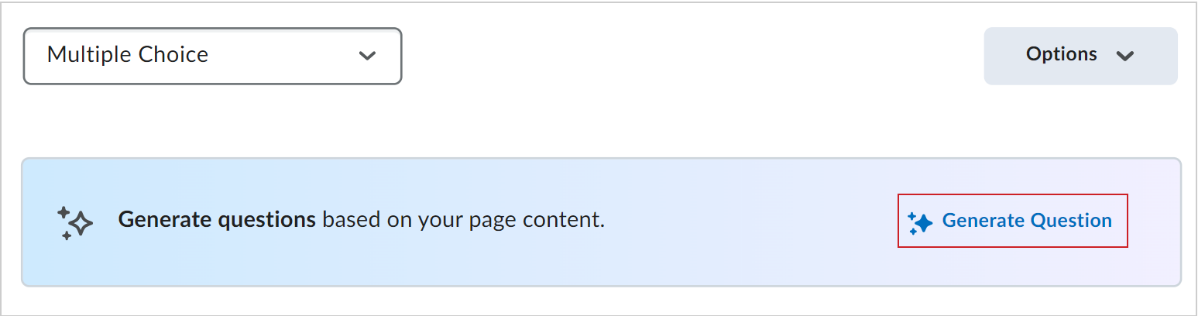 Multiple Choice
Options
Generate questions based on your page content.
Generate Question